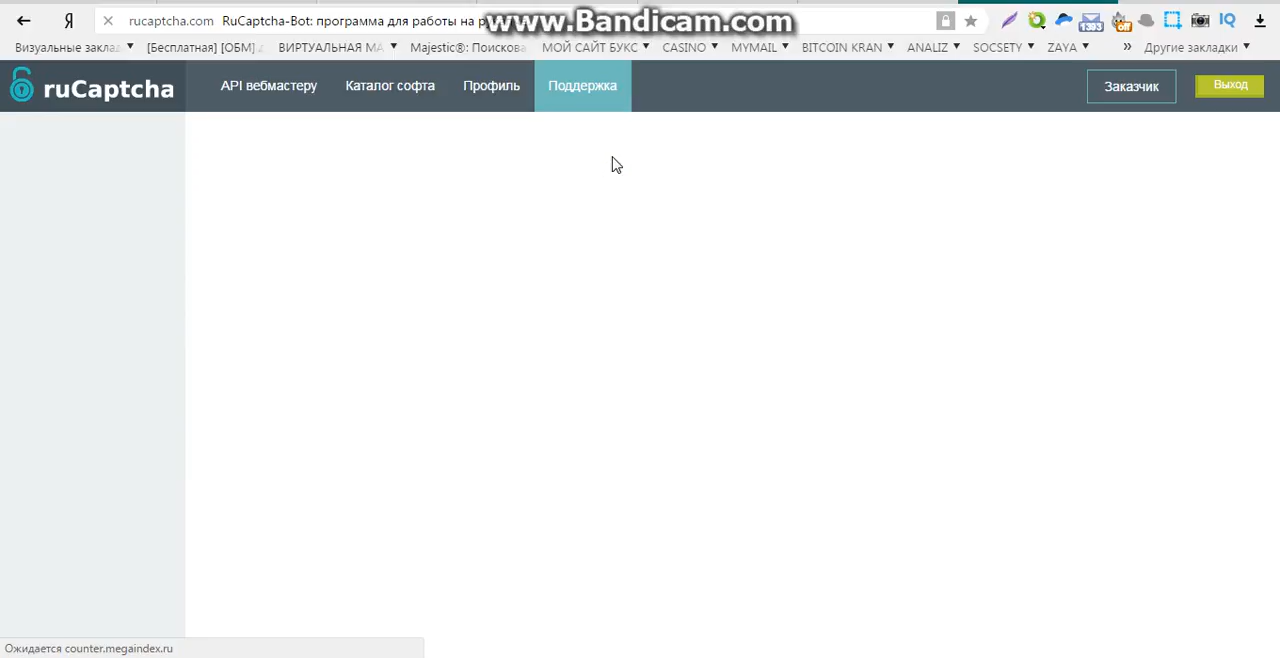 Я rucaptcha.com RuCaptcha-Bot: программа для работы на р
www.Bandicam.com
Визуальные заклад [Бесплатная] [ОБМ] ВИРТУАЛЬНАЯ МА Majestic®: Поискова МОЙ САЙТ БУКС CASINO MYMAIL BITCOIN KRAN ANALIZ SOCSETY ZAYA » Другие закладки
ruCaptcha API вебмастеру Каталог софта Профиль Поддержка Заказчик Выход
Ожидается counter.megaindex.ru